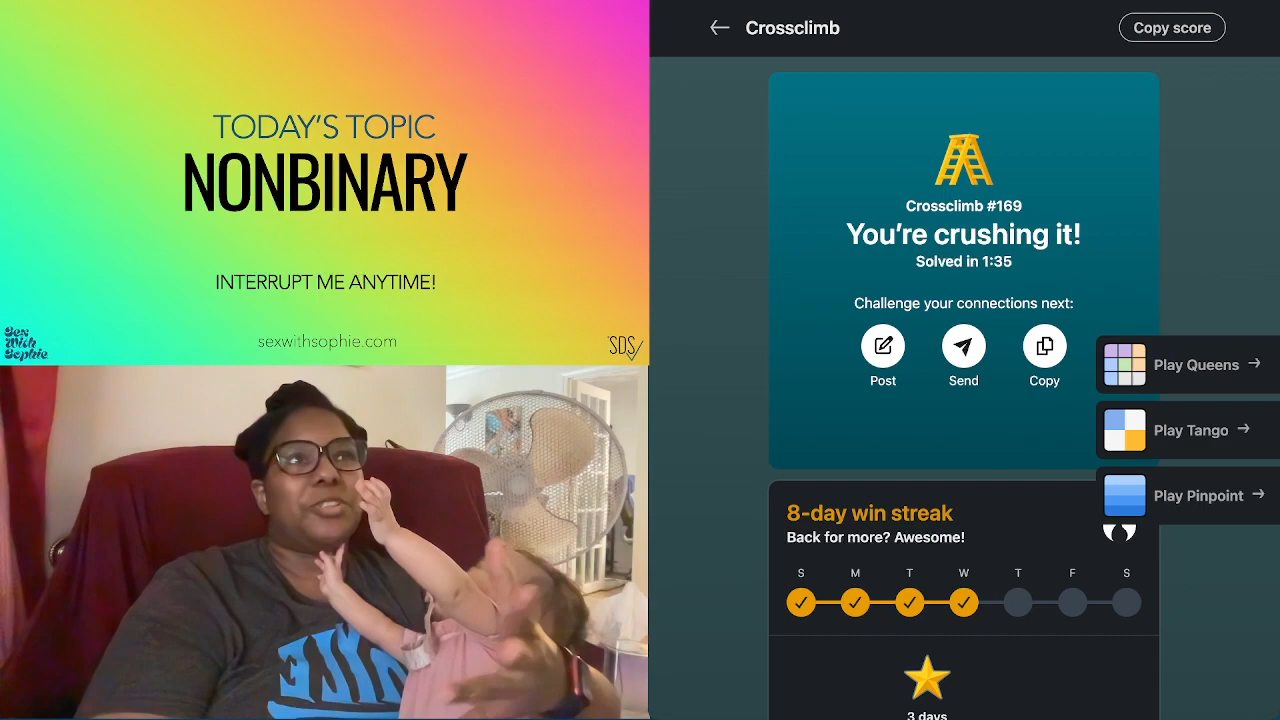 TODAY'S TOPIC
NONBINARY
INTERRUPT ME ANYTIME!
sexwithsophie.com
Sex
With
Sophie
SDS
Crossclimb
Copy score
Crossclimb #169
You're crushing it!
Solved in 1:35
Challenge your connections next:
Post
Send
Copy
Play Queens
Play Tango
Play Pinpoint
8-day win streak
Back for more? Awesome!
S M T W T F S
3 days